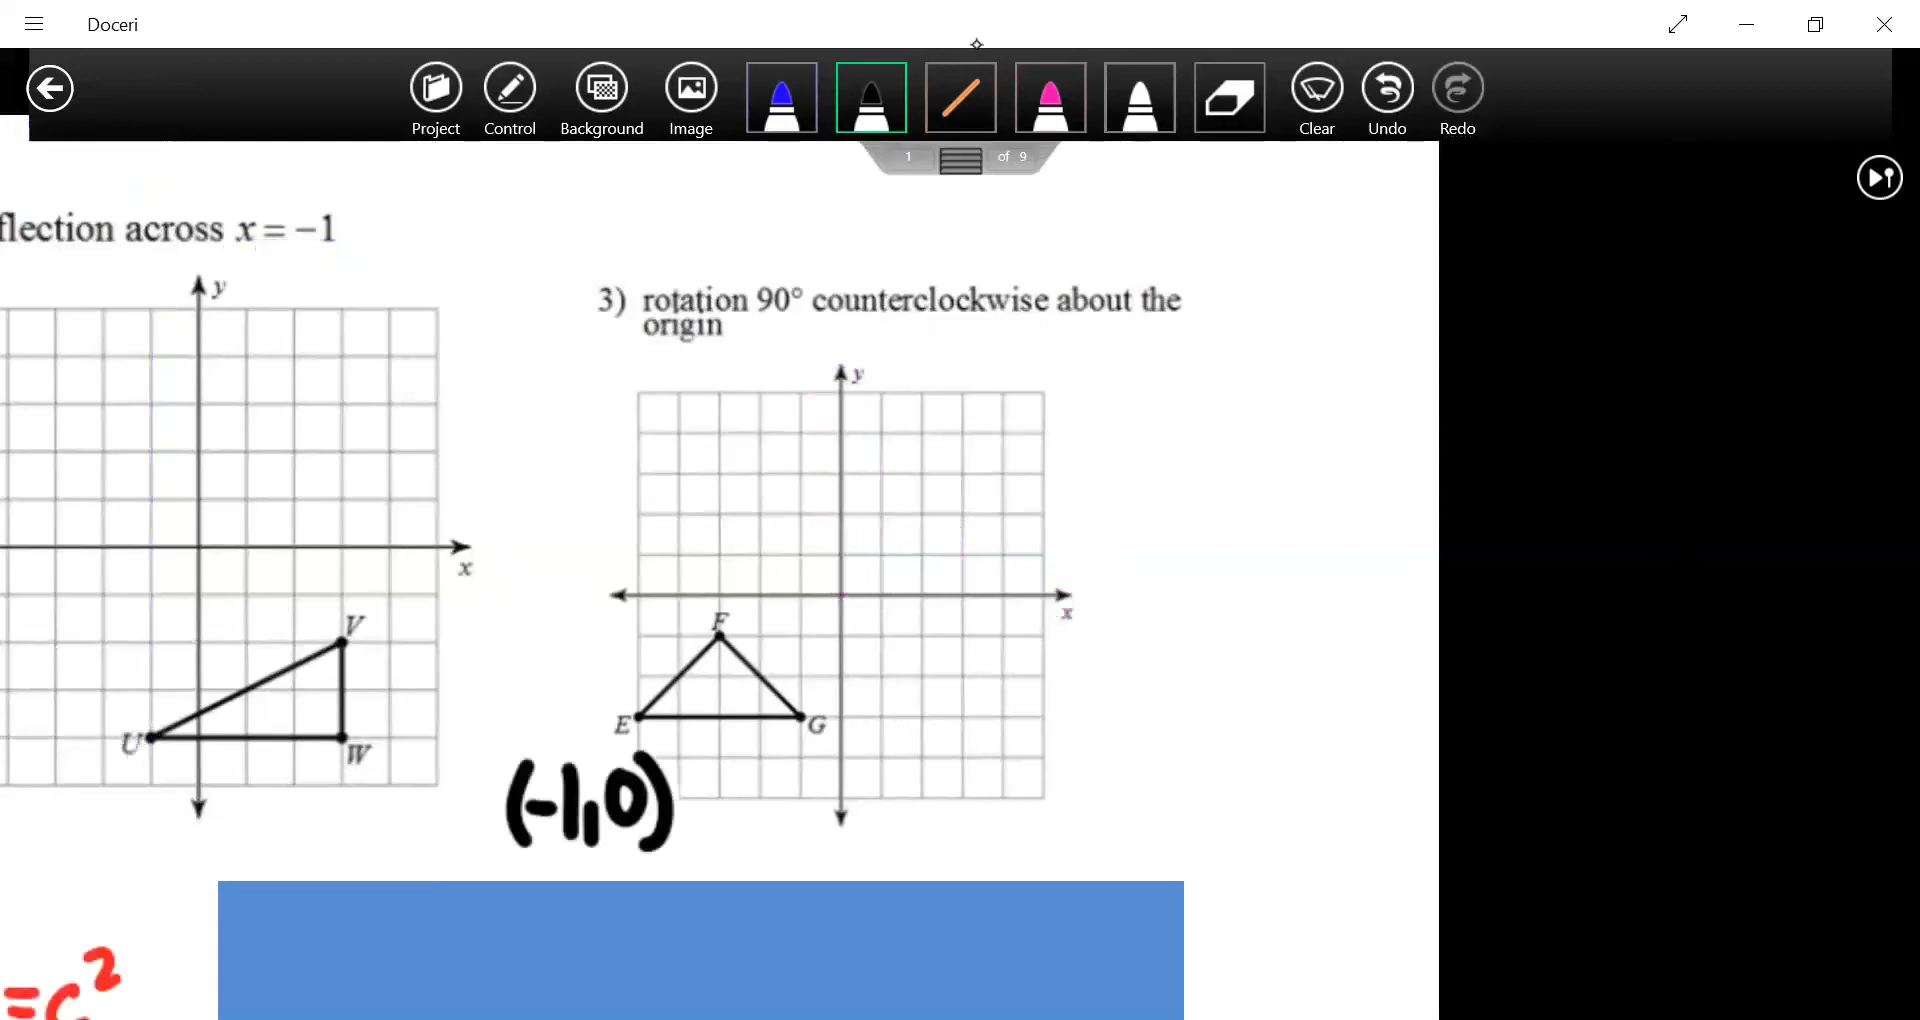 Doceri
Project Control Background Image Clear Undo Redo
1 of 9
flection across x = −1
3) rotation 90° counterclockwise about the
origin
y
y
x
x
V
F
U
W
E
G
(-1,0)
=c²